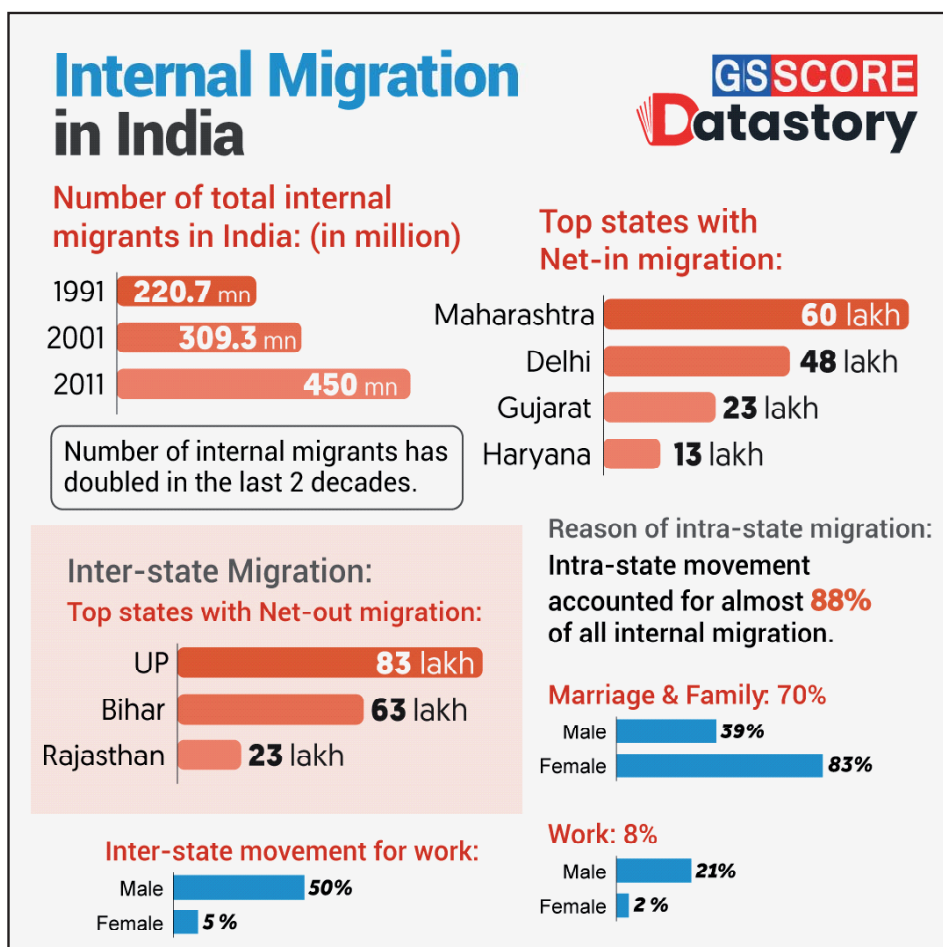 Internal Migration
in India
GSSCORE
Datastory
Number of total internal
migrants in India: (in million)
1991 220.7 mn
2001 309.3 mn
2011 450 mn
Number of internal migrants has
doubled in the last 2 decades.
Top states with
Net-in migration:
Maharashtra 60 lakh
Delhi 48 lakh
Gujarat 23 lakh
Haryana 13 lakh
Inter-state Migration:
Top states with Net-out migration:
UP 83 lakh
Bihar 63 lakh
Rajasthan 23 lakh
Inter-state movement for work:
Male 50%
Female 5 %
Reason of intra-state migration:
Intra-state movement
accounted for almost 88%
of all internal migration.
Marriage & Family: 70%
Male 39%
Female 83%
Work: 8%
Male 21%
Female 2 %